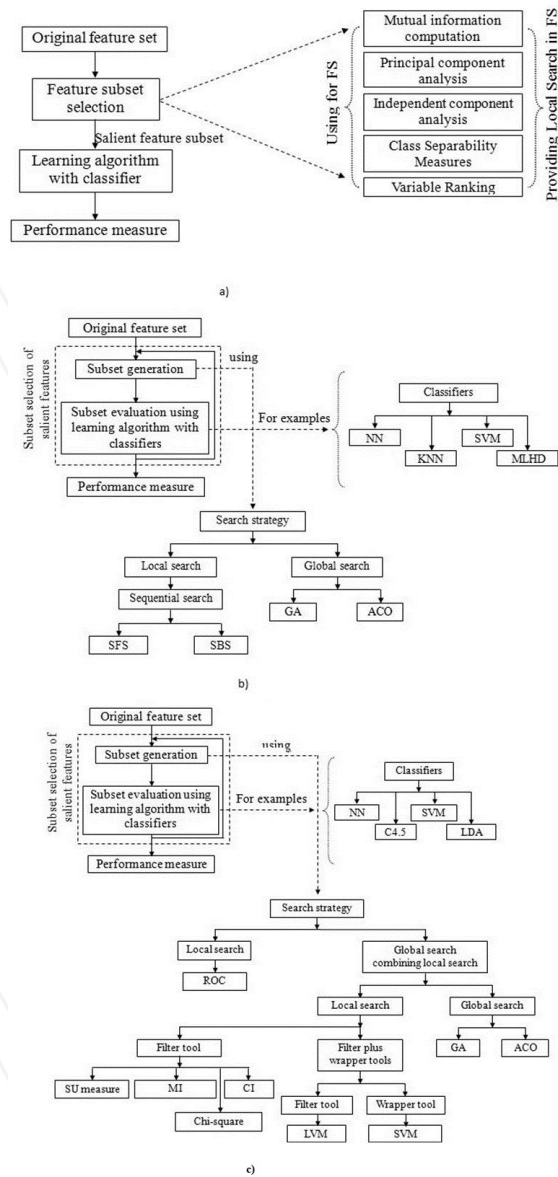 Original feature set
Feature subset
selection
Salient feature subset
Learning algorithm
with classifier
Performance measure
Using for FS
Mutual information
computation
Principal component
analysis
Independent component
analysis
Class Separability
Measures
Variable Ranking
Providing Local Search in FS
a)
Original feature set
using
Subset selection of
salient features
Subset generation
Subset evaluation using
learning algorithm with
classifiers
For examples
Classifiers
NN
SVM
KNN
MLHD
Performance measure
Search strategy
Local search
Global search
Sequential search
GA
ACO
SFS
SBS
b)
Original feature set
using
Subset selection of
salient features
Subset generation
Subset evaluation using
learning algorithm with
classifiers
For examples
Classifiers
NN
SVM
C4.5
LDA
Performance measure
Search strategy
Local search
Global search
combining local search
ROC
Local search
Global search
Filter tool
Filter plus
wrapper tools
GA
ACO
SU measure
MI
CI
Chi-square
Filter tool
Wrapper tool
LVM
SVM
c)